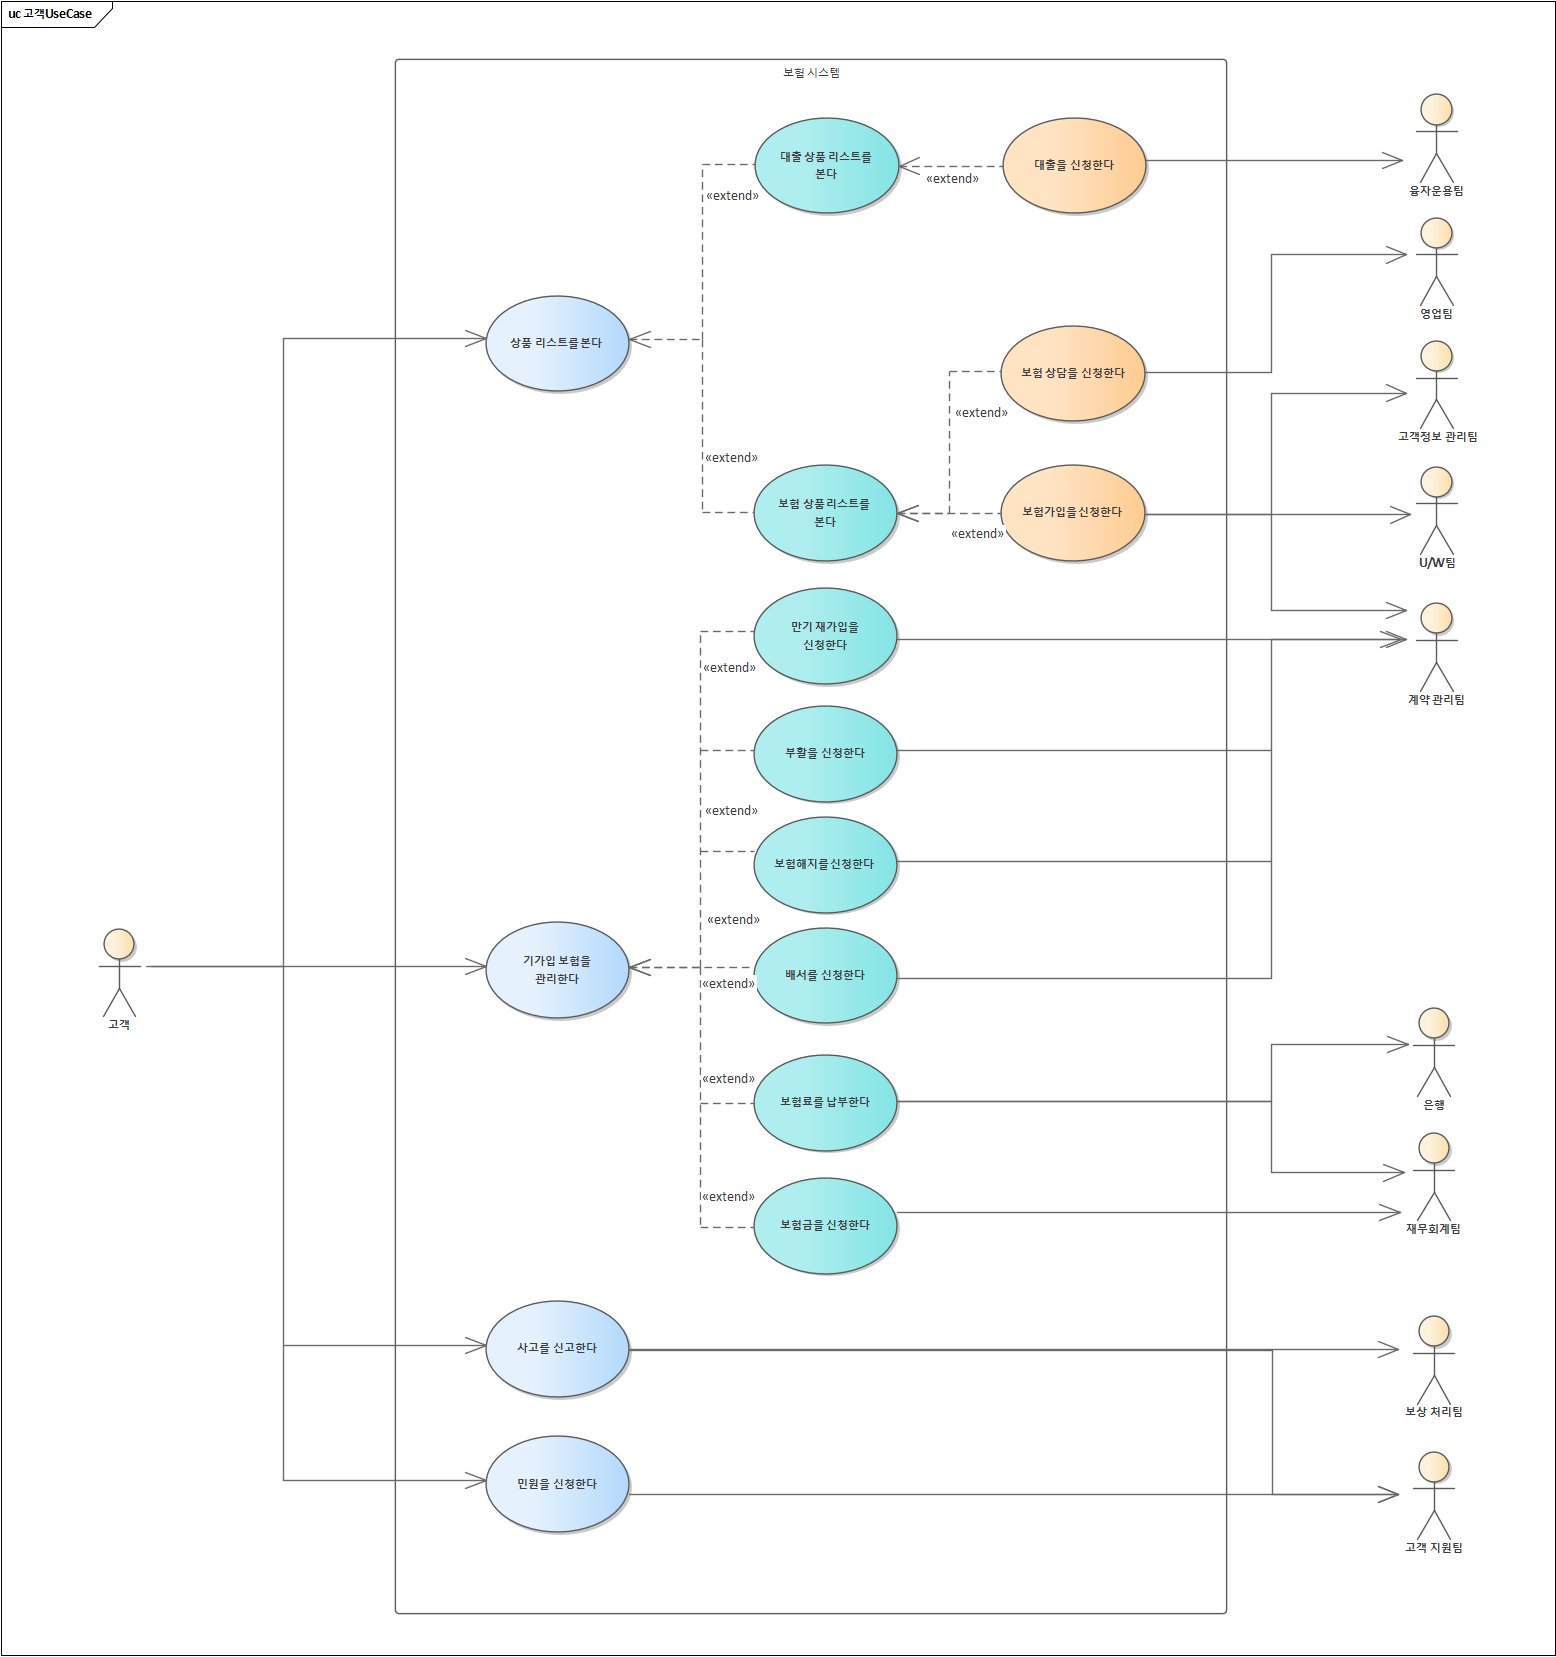 uc 고객UseCase
보험 시스템
대출 상품 리스트를
본다
«extend»
대출을 신청한다
«extend»
융자운용팀
영업팀
상품 리스트를 본다
보험 상담을 신청한다
«extend»
고객정보 관리팀
«extend»
보험 상품 리스트를
본다
보험가입을 신청한다
«extend»
U/W팀
만기 재가입을
신청한다
«extend»
계약 관리팀
부활을 신청한다
«extend»
보험해지를 신청한다
«extend»
기가입 보험을
관리한다
배서를 신청한다
«extend»
고객
«extend»
보험료를 납부한다
은행
«extend»
보험금을 신청한다
재무회계팀
사고를 신고한다
보상 처리팀
민원을 신청한다
고객 지원팀